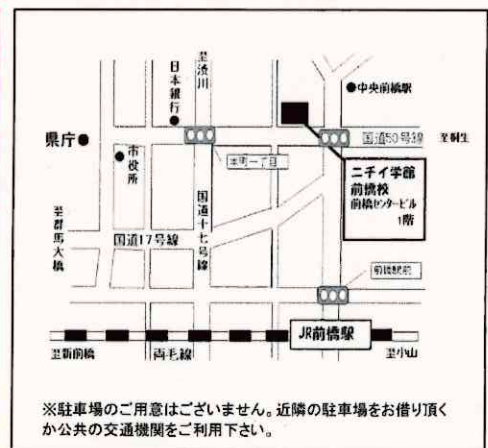 至渋川
日本銀行
中央前橋駅
県庁
市役所
本町一丁目
国道50号線
至桐生
ニチイ学館
前橋校
前橋センタービル
1階
至群馬大橋
国道17号線
国道十七号線
前橋駅前
JR前橋駅
至新前橋
両毛線
至小山
※駐車場のご用意はございません。近隣の駐車場をお借り頂く
か公共の交通機関をご利用下さい。